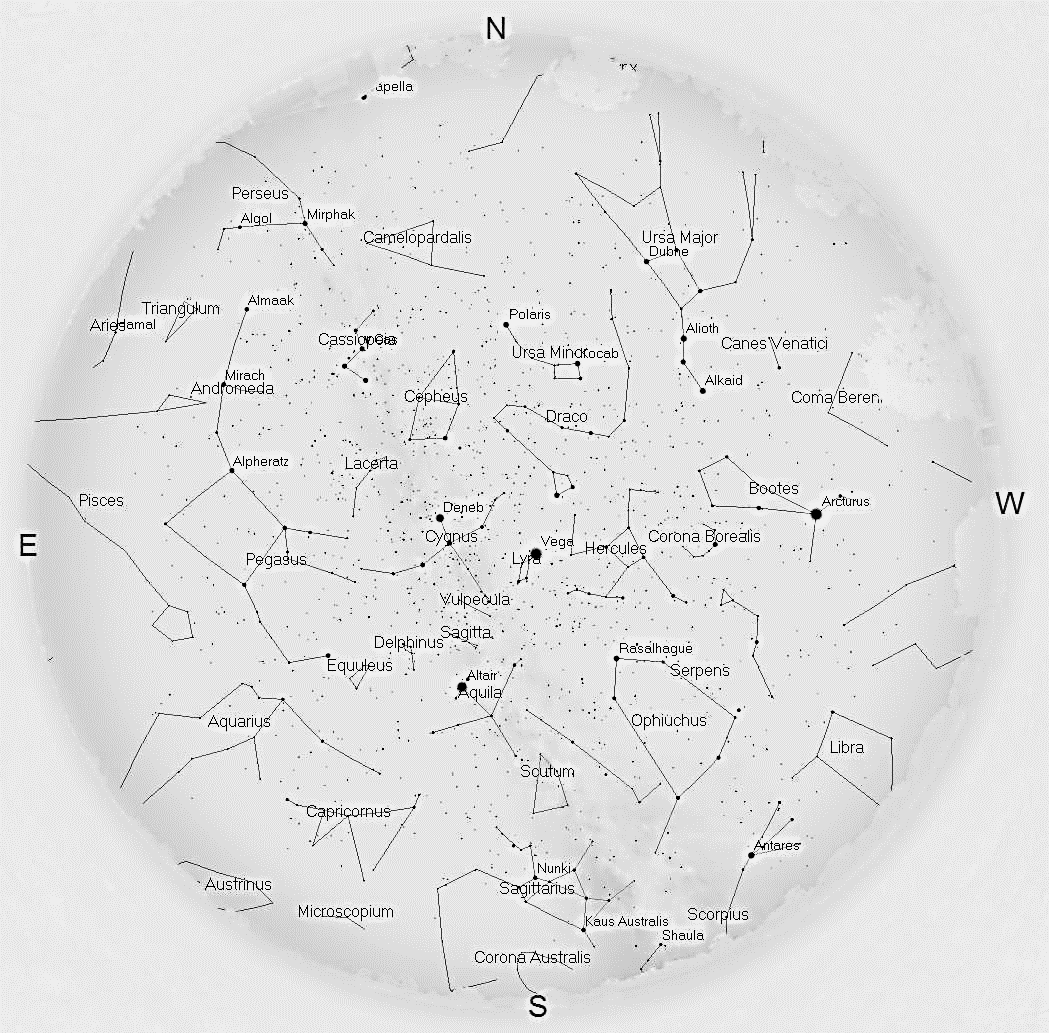 N
Perseus
Algol
Mirphak
Camelopardalis
Ursa Major
Dubhe
Triangulum
Almaak
Polaris
Alioth
Canes Venatici
Ursa Minor
Kocab
Mirach
Andromeda
Cepheus
Alkaid
Coma Beren
Draco
Alpheratz
Lacerta
Pisces
Bootes
Arcturus
W
Deneb
Cygnus
Vega
Lyra
Hercules
Corona Borealis
E
Pegasus
Vulpecula
Delphinus
Sagitta
Equuleus
Rasalhague
Serpens
Altair
Aquila
Aquarius
Ophiuchus
Libra
Scutum
Capricornus
Antares
Austrinus
Nunki
Sagittarius
Microscopium
Kaus Australis
Scorpius
Shaula
Corona Australis
S